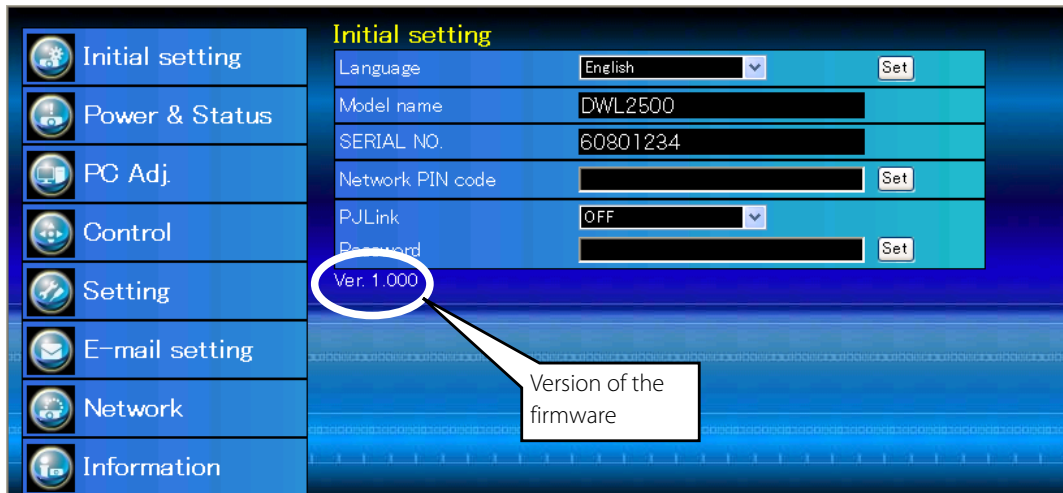 Initial setting
Power & Status
PC Adj.
Control
Setting
E-mail setting
Network
Information
Initial setting
Language English Set
Model name DWL2500
SERIAL NO. 60801234
Network PIN code Set
PJLink OFF
Password Set
Ver. 1.000
Version of the
firmware